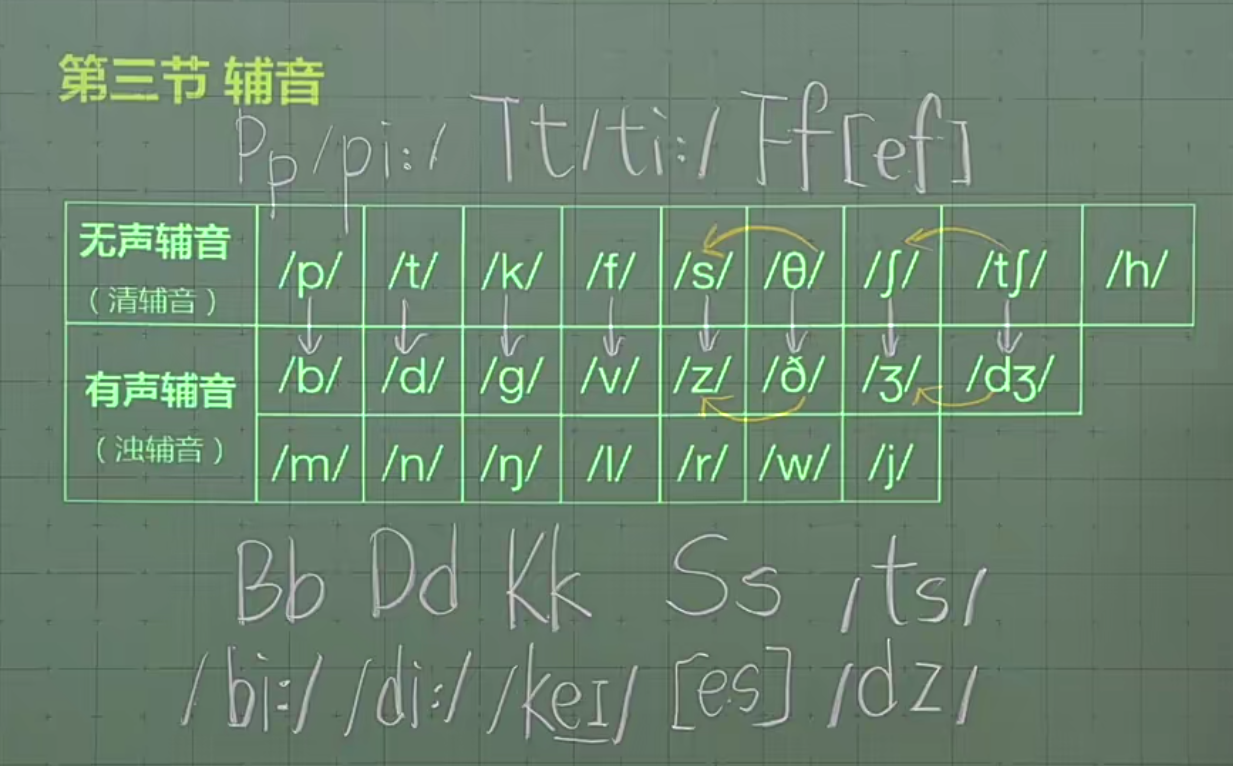 第三节 辅音
Pp /pi:/ Tt /ti:/ Ff [ef]
无声辅音 /p/ /t/ /k/ /f/ /s/ /θ/ /ʃ/ /tʃ/ /h/
（清辅音）
有声辅音 /b/ /d/ /g/ /v/ /z/ /ð/ /ʒ/ /dʒ/
（浊辅音） /m/ /n/ /ŋ/ /l/ /r/ /w/ /j/
Bb Dd Kk Ss /ts/
/bi:/ /di:/ /keɪ/ [es] /dz/